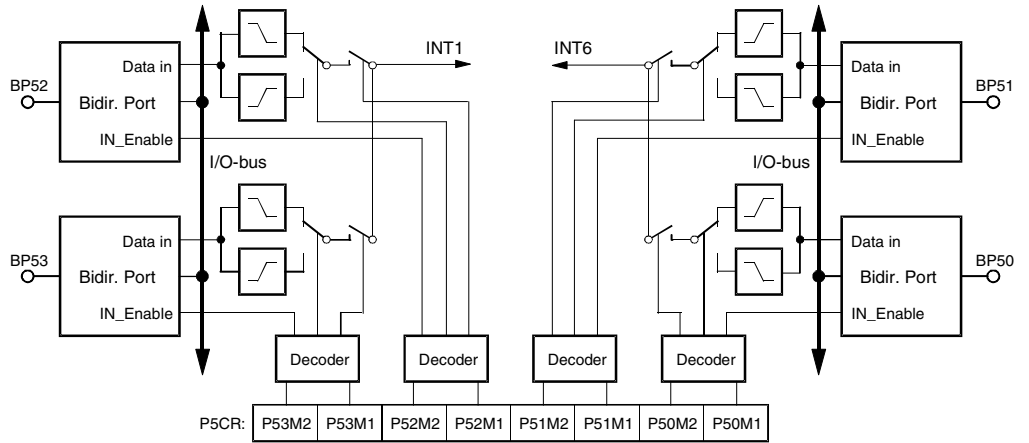 INT1 INT6
Data in Data in
BP52 BP51
Bidir. Port Bidir. Port
IN_Enable IN_Enable
I/O-bus I/O-bus
Data in Data in
BP53 BP50
Bidir. Port Bidir. Port
IN_Enable IN_Enable
Decoder Decoder Decoder Decoder
P5CR: P53M2 P53M1 P52M2 P52M1 P51M2 P51M1 P50M2 P50M1